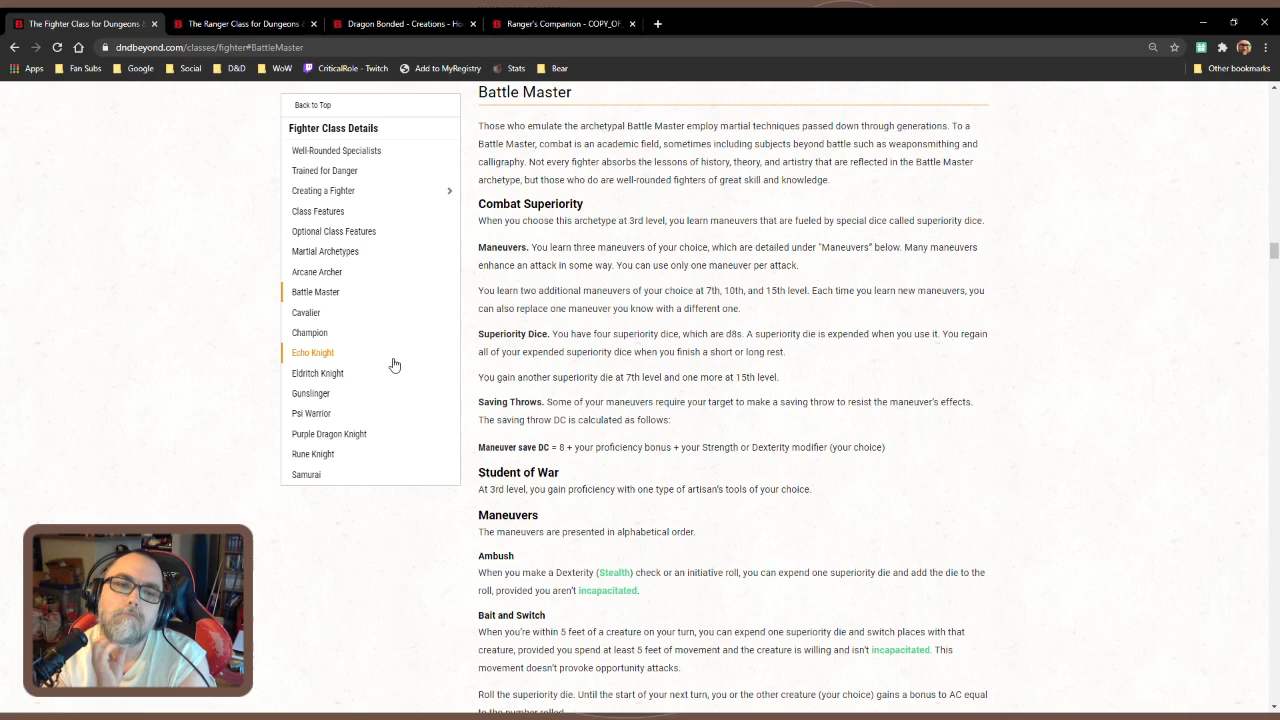 The Fighter Class for Dungeons &
The Ranger Class for Dungeons &
Dragon Bonded - Creations - Ho
Ranger's Companion - COPY_OF
dndbeyond.com/classes/fighter#BattleMaster
Apps
Fan Subs
Google
Social
D&D
WoW
CriticalRole - Twitch
Add to MyRegistry
Stats
Bear
Other bookmarks
Back to Top
Fighter Class Details
Well-Rounded Specialists
Trained for Danger
Creating a Fighter
Class Features
Optional Class Features
Martial Archetypes
Arcane Archer
Battle Master
Cavalier
Champion
Echo Knight
Eldritch Knight
Gunslinger
Psi Warrior
Purple Dragon Knight
Rune Knight
Samurai
Battle Master
Those who emulate the archetypal Battle Master employ martial techniques passed down through generations. To a
Battle Master, combat is an academic field, sometimes including subjects beyond battle such as weaponsmithing and
calligraphy. Not every fighter absorbs the lessons of history, theory, and artistry that are reflected in the Battle Master
archetype, but those who do are well-rounded fighters of great skill and knowledge.
Combat Superiority
When you choose this archetype at 3rd level, you learn maneuvers that are fueled by special dice called superiority dice.
Maneuvers. You learn three maneuvers of your choice, which are detailed under "Maneuvers" below. Many maneuvers
enhance an attack in some way. You can use only one maneuver per attack.
You learn two additional maneuvers of your choice at 7th, 10th, and 15th level. Each time you learn new maneuvers, you
can also replace one maneuver you know with a different one.
Superiority Dice. You have four superiority dice, which are d8s. A superiority die is expended when you use it. You regain
all of your expended superiority dice when you finish a short or long rest.
You gain another superiority die at 7th level and one more at 15th level.
Saving Throws. Some of your maneuvers require your target to make a saving throw to resist the maneuver's effects.
The saving throw DC is calculated as follows:
Maneuver save DC = 8 + your proficiency bonus + your Strength or Dexterity modifier (your choice)
Student of War
At 3rd level, you gain proficiency with one type of artisan's tools of your choice.
Maneuvers
The maneuvers are presented in alphabetical order.
Ambush
When you make a Dexterity (Stealth) check or an initiative roll, you can expend one superiority die and add the die to the
roll, provided you aren't incapacitated.
Bait and Switch
When you're within 5 feet of a creature on your turn, you can expend one superiority die and switch places with that
creature, provided you spend at least 5 feet of movement and the creature is willing and isn't incapacitated. This
movement doesn't provoke opportunity attacks.
Roll the superiority die. Until the start of your next turn, you or the other creature (your choice) gains a bonus to AC equal
to the number rolled.